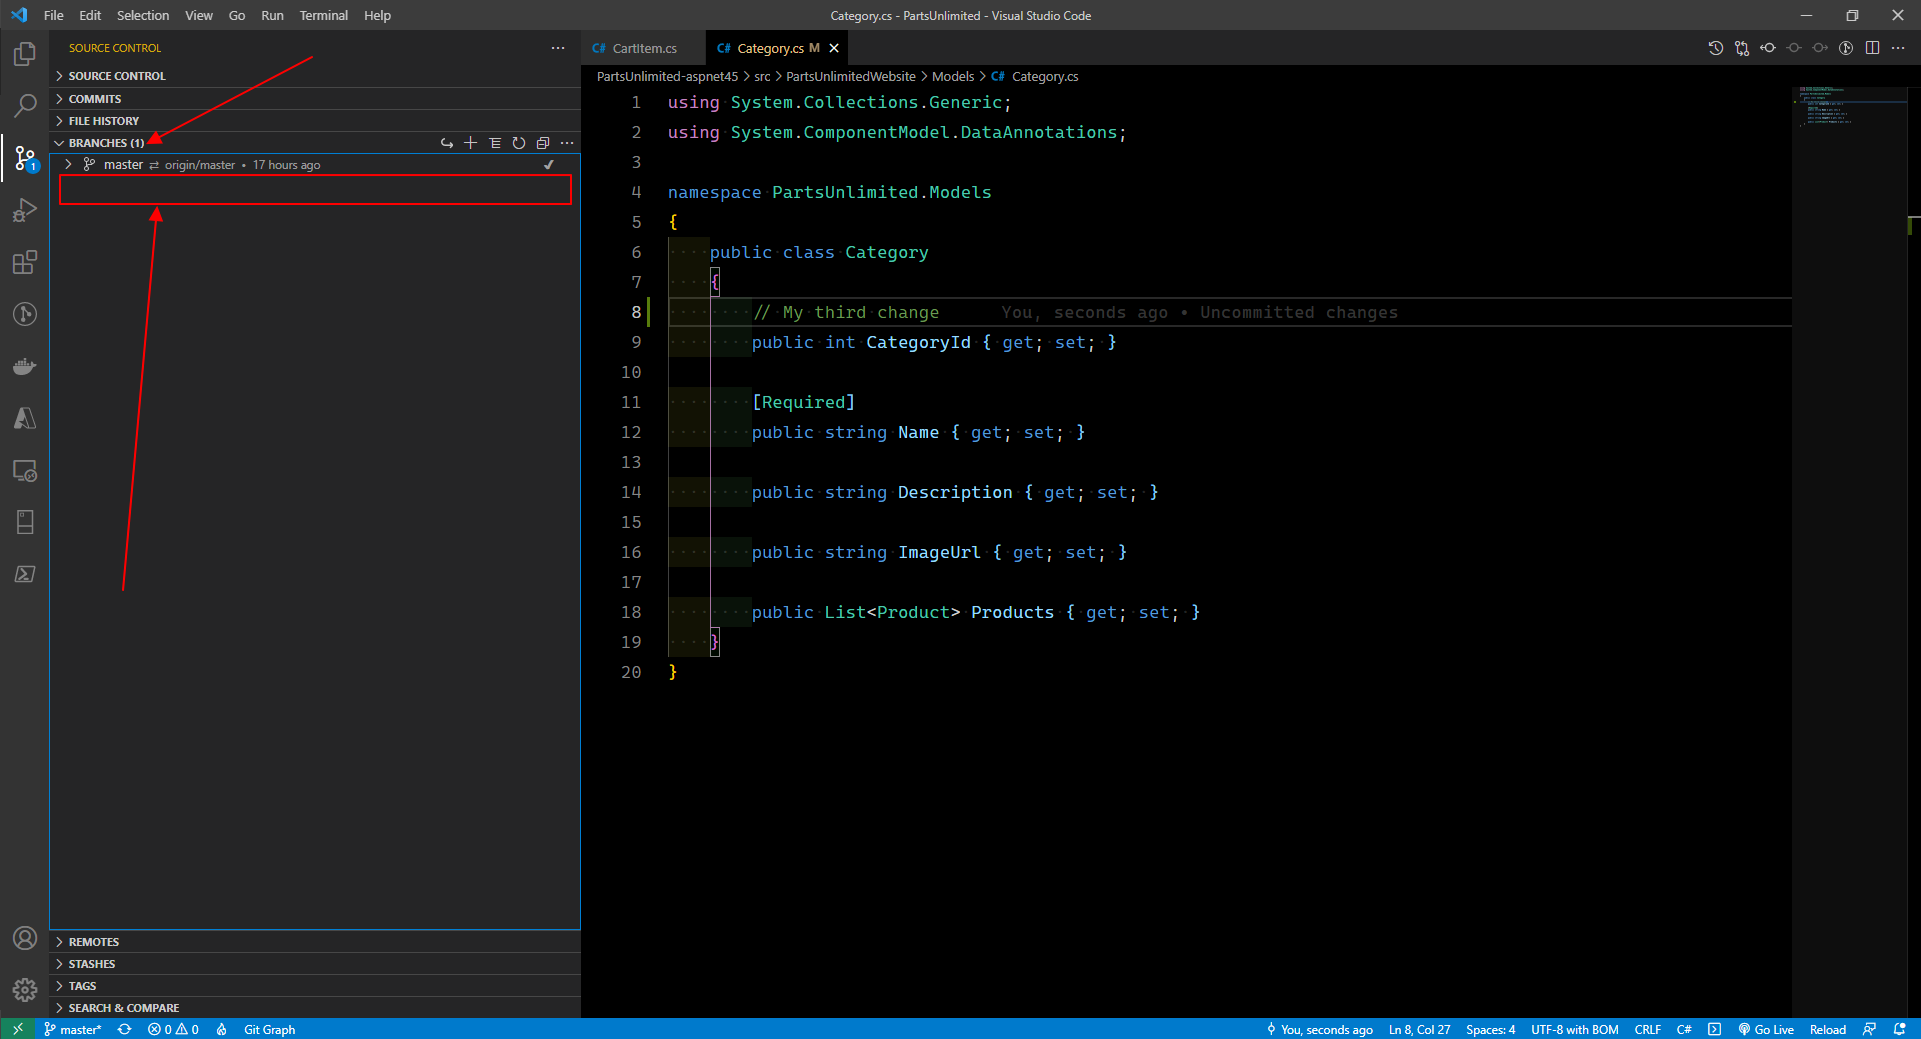 File Edit Selection View Go Run Terminal Help
Category.cs - PartsUnlimited - Visual Studio Code
SOURCE CONTROL
SOURCE CONTROL
COMMITS
FILE HISTORY
BRANCHES (1)
master origin/master • 17 hours ago
1
REMOTES
STASHES
TAGS
SEARCH & COMPARE
C# CartItem.cs
C# Category.cs M
PartsUnlimited-aspnet45 > src > PartsUnlimitedWebsite > Models > C# Category.cs
1 using System.Collections.Generic;
2 using System.ComponentModel.DataAnnotations;
3
4 namespace PartsUnlimited.Models
5 {
6 public class Category
7 {
8 // My third change You, seconds ago • Uncommitted changes
9 public int CategoryId { get; set; }
10
11 [Required]
12 public string Name { get; set; }
13
14 public string Description { get; set; }
15
16 public string ImageUrl { get; set; }
17
18 public List<Product> Products { get; set; }
19 }
20 }
master* 0 0 Git Graph
You, seconds ago Ln 8, Col 27 Spaces: 4 UTF-8 with BOM CRLF C# Go Live Reload